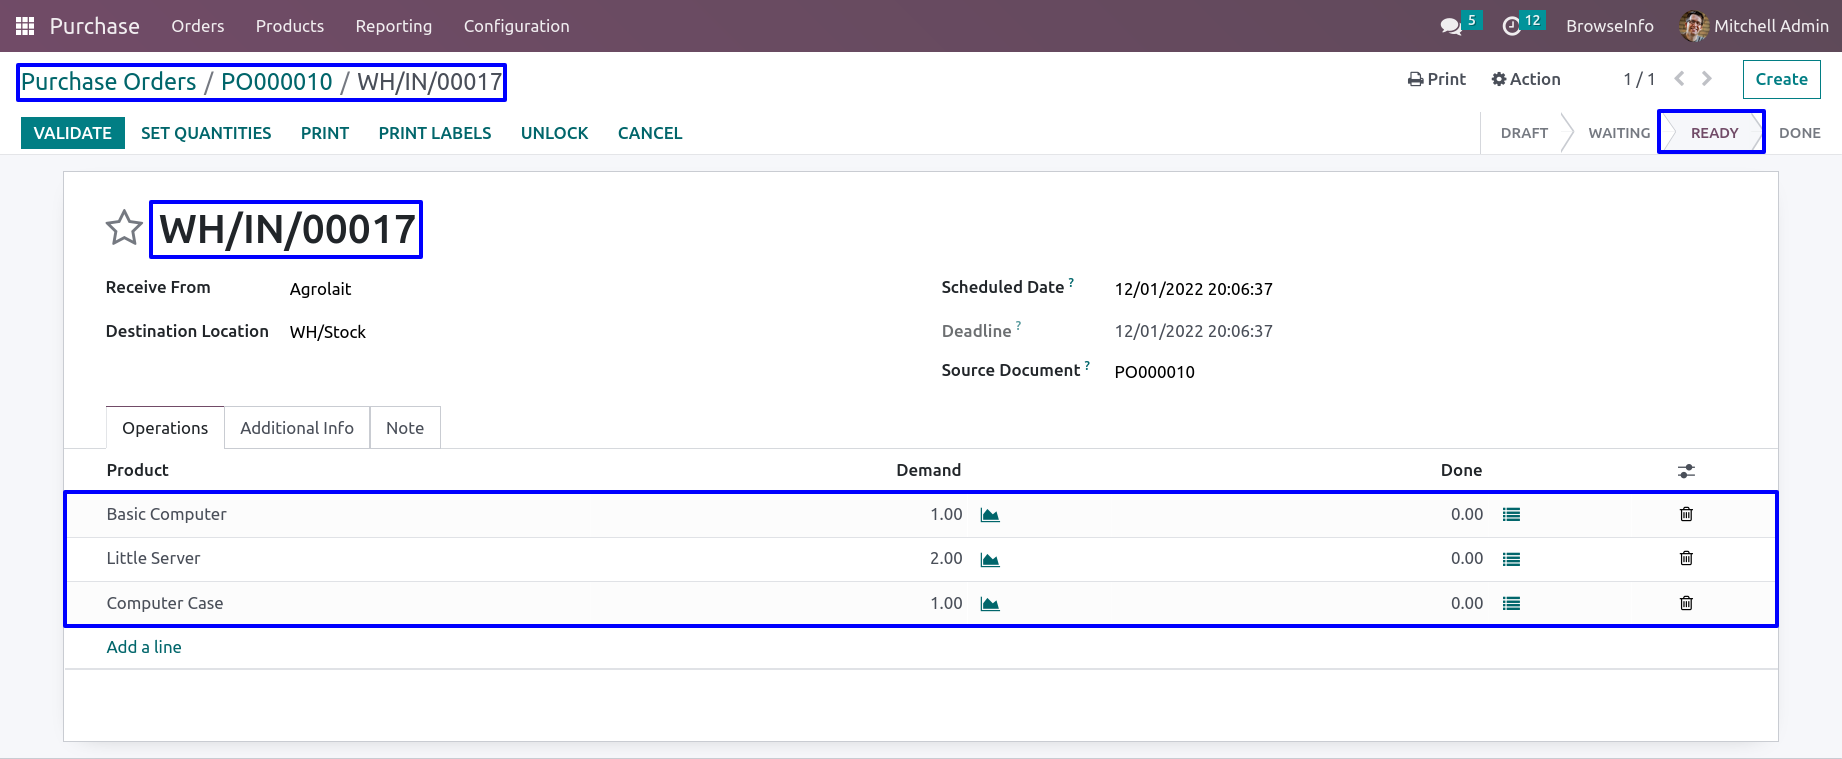 Purchase Orders Products Reporting Configuration 5 12 BrowseInfo Mitchell Admin
Purchase Orders / PO000010 / WH/IN/00017 Print Action 1 / 1 Create
VALIDATE SET QUANTITIES PRINT PRINT LABELS UNLOCK CANCEL DRAFT WAITING READY DONE
WH/IN/00017
Receive From Agrolait Scheduled Date ? 12/01/2022 20:06:37
Destination Location WH/Stock Deadline ? 12/01/2022 20:06:37
Source Document ? PO000010
Operations Additional Info Note
Product Demand Done
Basic Computer 1.00 0.00
Little Server 2.00 0.00
Computer Case 1.00 0.00
Add a line